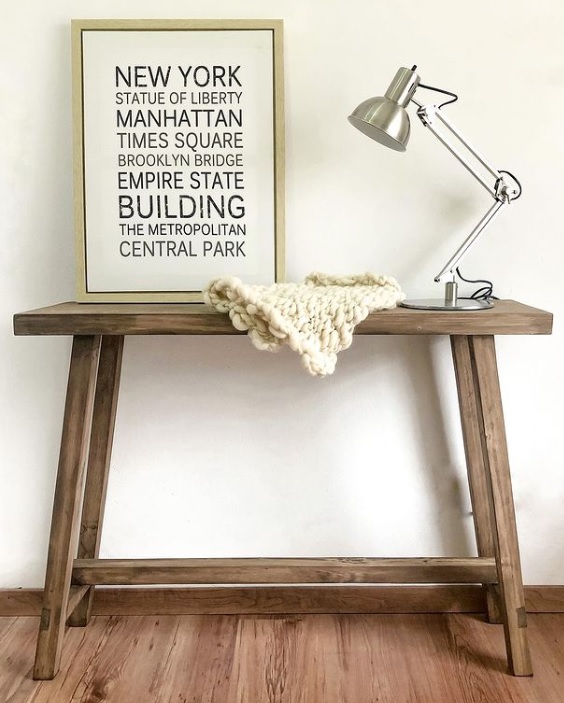 NEW YORK
STATUE OF LIBERTY
MANHATTAN
TIMES SQUARE
BROOKLYN BRIDGE
EMPIRE STATE
BUILDING
THE METROPOLITAN
CENTRAL PARK